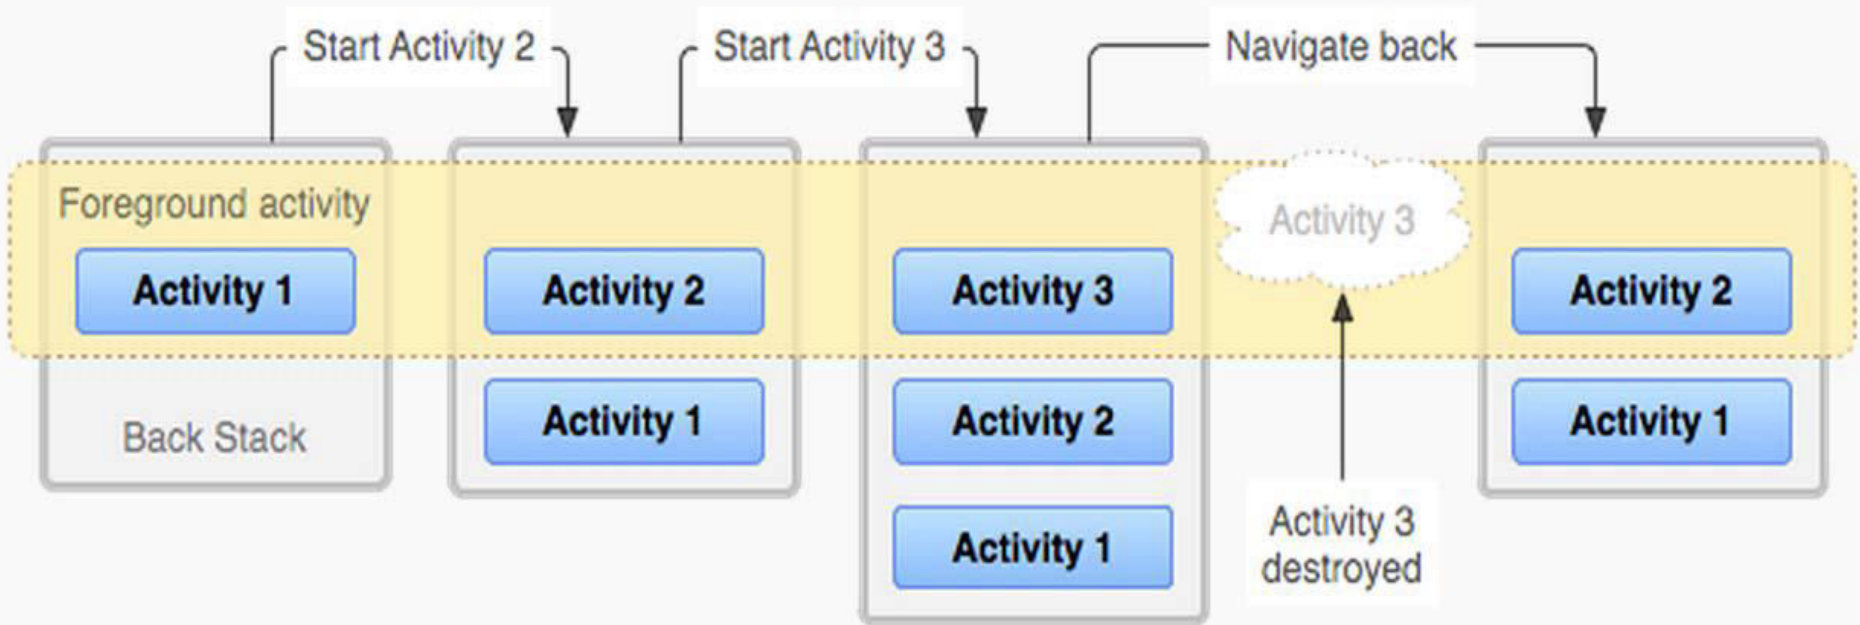 Start Activity 2
Start Activity 3
Navigate back
Foreground activity
Activity 1
Back Stack
Activity 2
Activity 1
Activity 3
Activity 2
Activity 1
Activity 3
Activity 3
destroyed
Activity 2
Activity 1